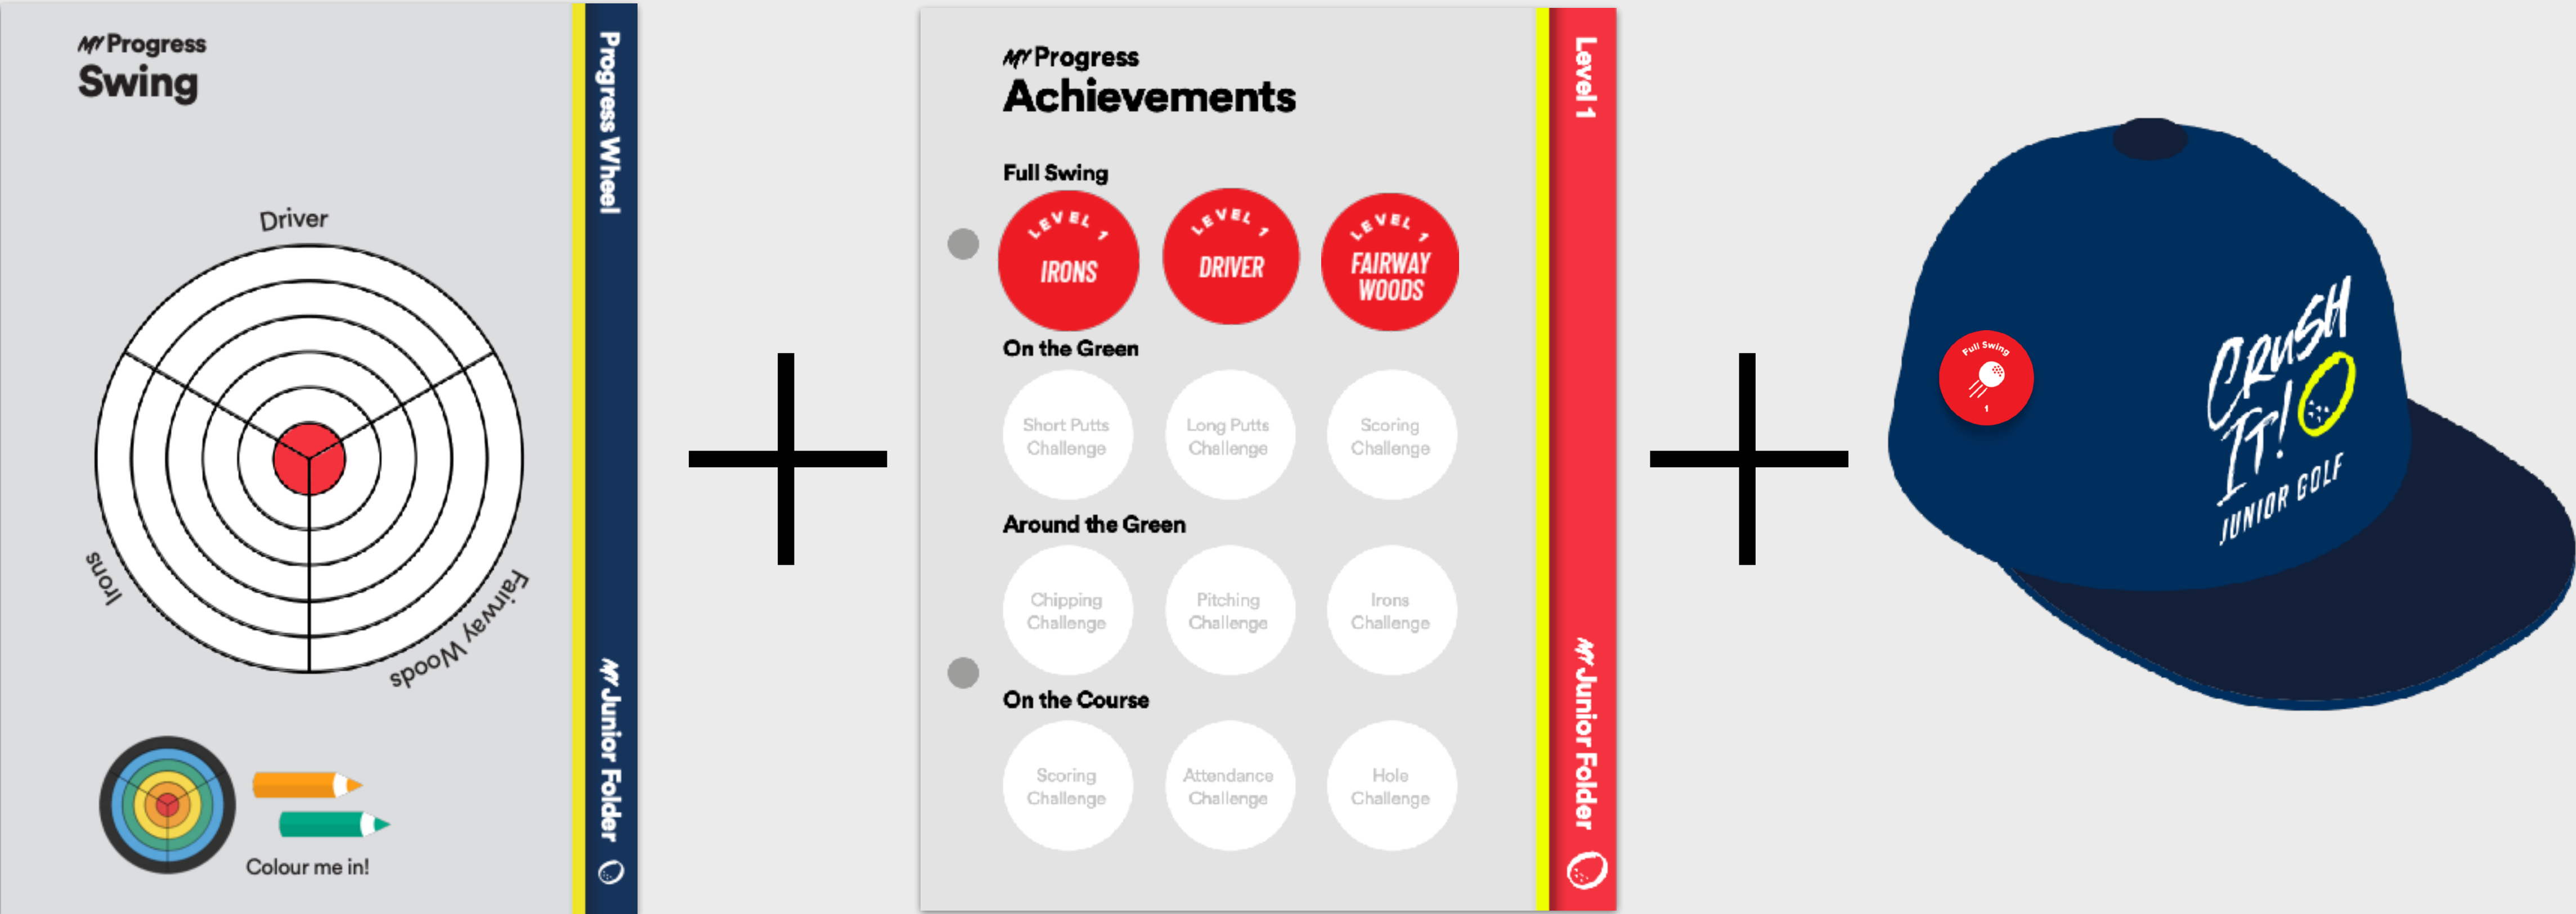 MY Progress
Swing
Driver
Irons
Fairway Woods
Colour me in!
Progress Wheel
MY Junior Folder
MY Progress
Achievements
Full Swing
LEVEL 1
IRONS
LEVEL 1
DRIVER
LEVEL 1
FAIRWAY
WOODS
On the Green
Short Putts
Challenge
Long Putts
Challenge
Scoring
Challenge
Around the Green
Chipping
Challenge
Pitching
Challenge
Irons
Challenge
On the Course
Scoring
Challenge
Attendance
Challenge
Hole
Challenge
Level 1
MY Junior Folder
Full Swing
1
CRUSH
IT!
JUNIOR GOLF